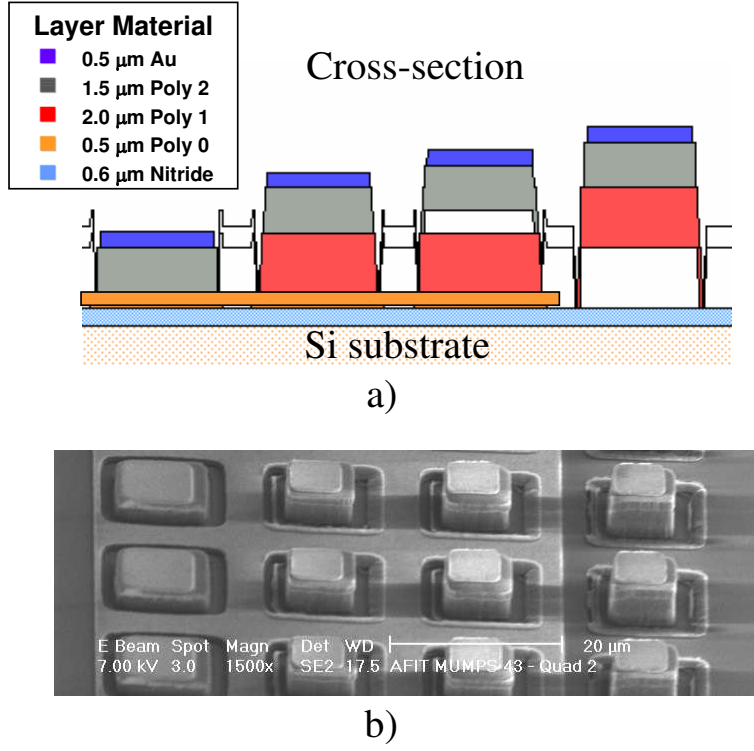 Layer Material
0.5 μm Au
1.5 μm Poly 2
2.0 μm Poly 1
0.5 μm Poly 0
0.6 μm Nitride
Cross-section
Si substrate
a)
E Beam Spot Magn Det WD 20 μm
7.00 kV 3.0 1500x SE2 17.5 AFIT MUMPS-43 - Quad 2
b)